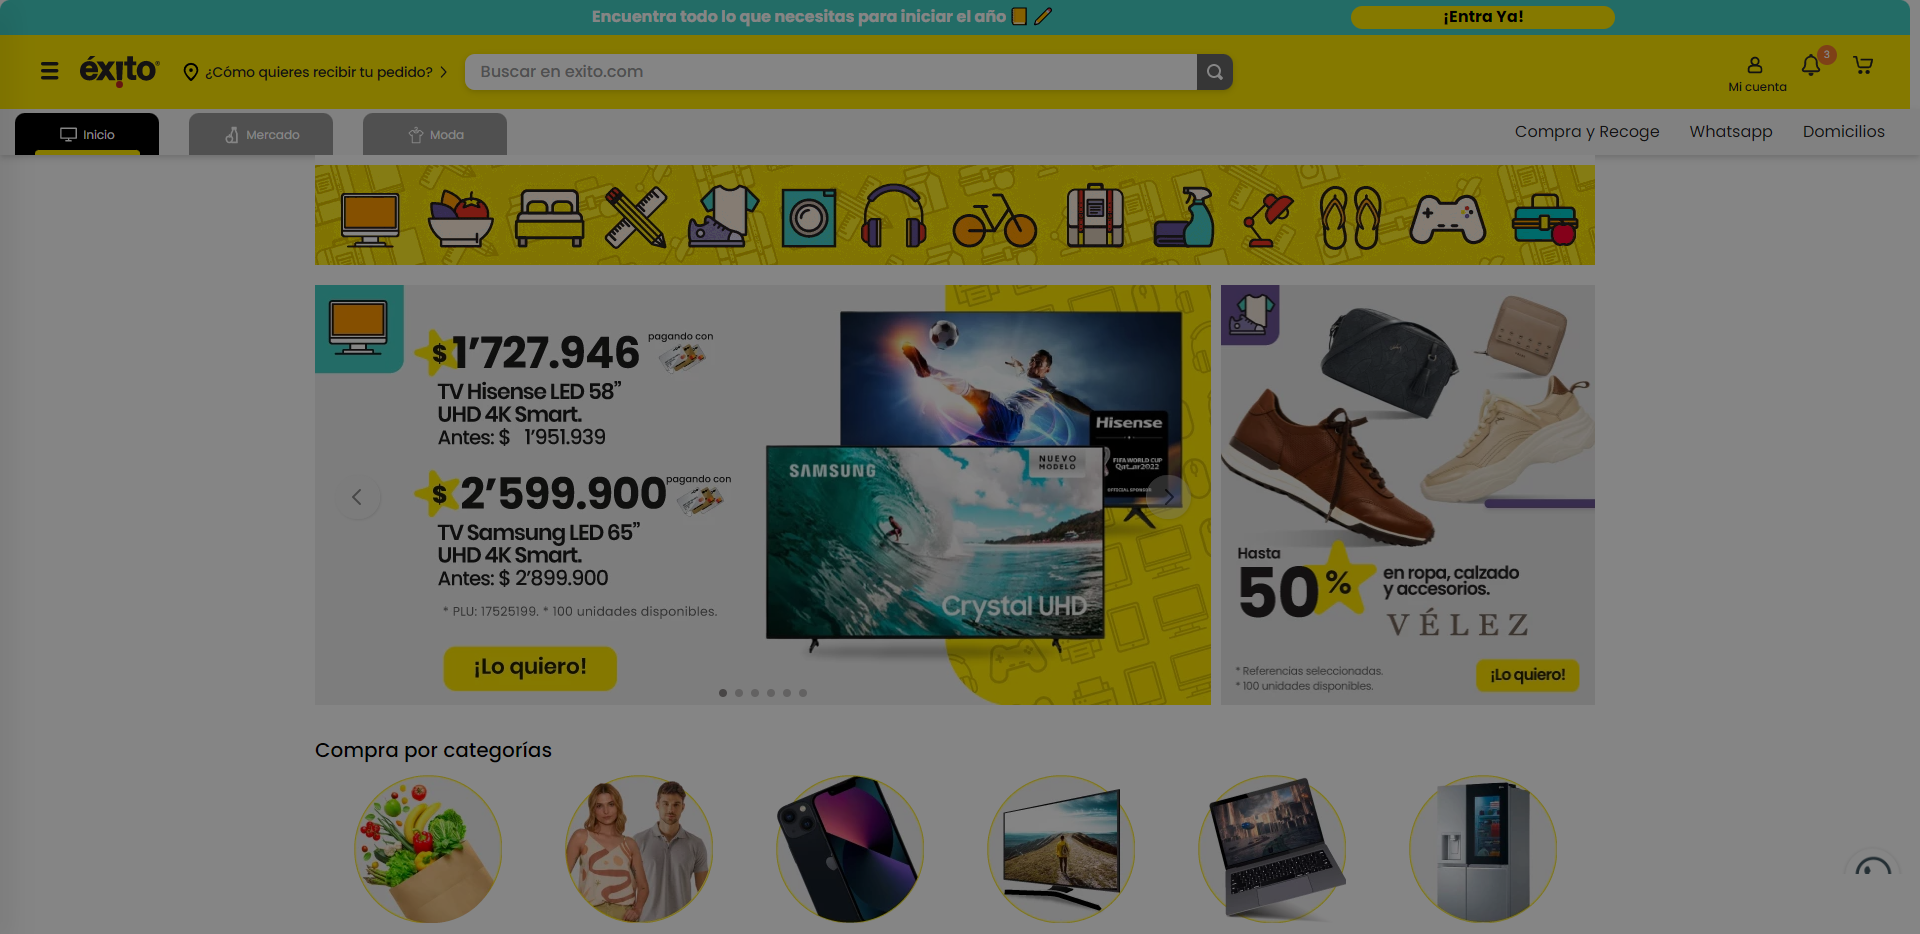 Encuentra todo lo que necesitas para iniciar el año
¡Entra Ya!
éxito
¿Cómo quieres recibir tu pedido?
Buscar en exito.com
3
Mi cuenta
Inicio
Mercado
Moda
Compra y Recoge
Whatsapp
Domicilios
$1'727.946
pagando con
TV Hisense LED 58”
UHD 4K Smart.
Antes: $ 1'951.939
$2'599.900
pagando con
TV Samsung LED 65”
UHD 4K Smart.
Antes: $ 2'899.900
* PLU: 17525199. * 100 unidades disponibles.
¡Lo quiero!
Hisense
FIFA WORLD CUP
Qatar2022
OFFICIAL SPONSOR
SAMSUNG
NUEVO
MODELO
Crystal UHD
Hasta
50%
en ropa, calzado
y accesorios.
VÉLEZ
* Referencias seleccionadas.
* 100 unidades disponibles.
¡Lo quiero!
Compra por categorías